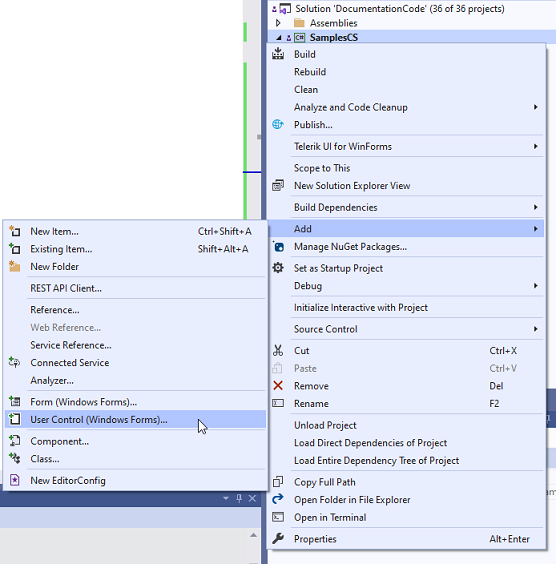 Solution 'DocumentationCode' (36 of 36 projects)
Assemblies
C# SamplesCS
Build
Rebuild
Clean
Analyze and Code Cleanup
Publish...
Telerik UI for WinForms
Scope to This
New Solution Explorer View
Build Dependencies
Add
Manage NuGet Packages...
Set as Startup Project
Debug
Initialize Interactive with Project
Source Control
Cut Ctrl+X
Paste Ctrl+V
Remove Del
Rename F2
Unload Project
Load Direct Dependencies of Project
Load Entire Dependency Tree of Project
Copy Full Path
Open Folder in File Explorer
Open in Terminal
Properties Alt+Enter
New Item... Ctrl+Shift+A
Existing Item... Shift+Alt+A
New Folder
REST API Client...
Reference...
Web Reference...
Service Reference...
Connected Service
Analyzer...
Form (Windows Forms)...
User Control (Windows Forms)...
Component...
Class...
New EditorConfig